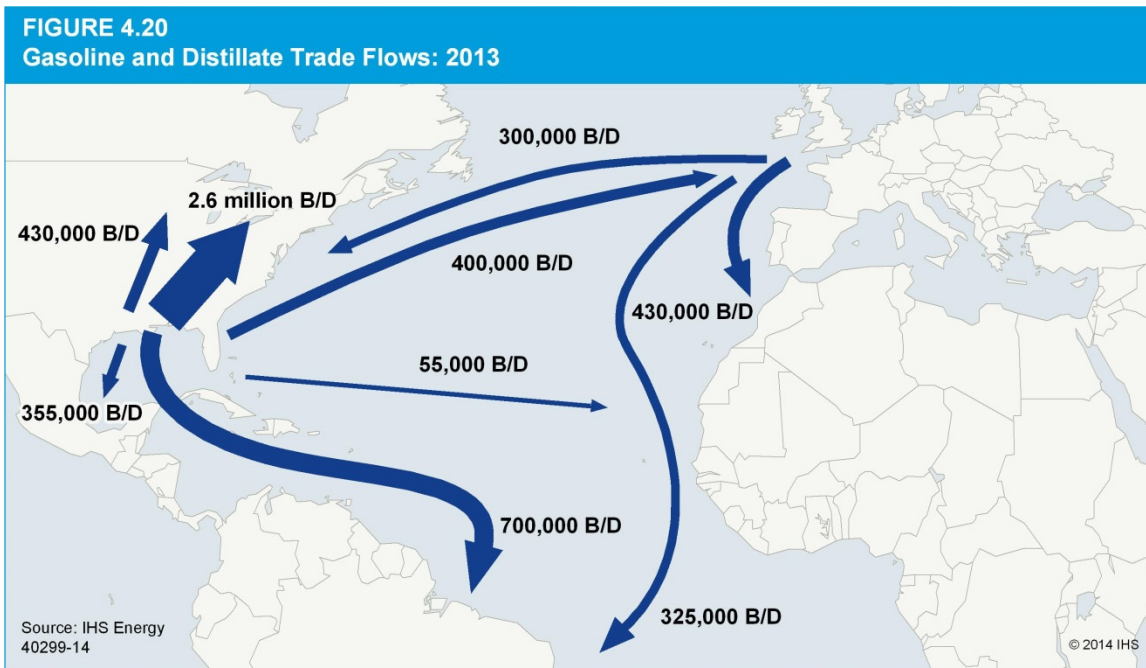 FIGURE 4.20
Gasoline and Distillate Trade Flows: 2013
300,000 B/D
2.6 million B/D
430,000 B/D
400,000 B/D
430,000 B/D
55,000 B/D
355,000 B/D
700,000 B/D
325,000 B/D
Source: IHS Energy
40299-14
© 2014 IHS